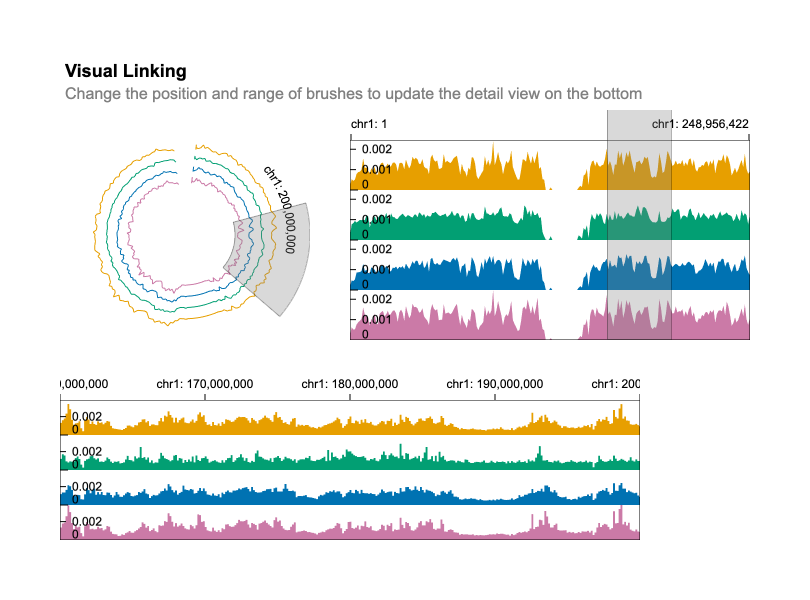 Visual Linking
Change the position and range of brushes to update the detail view on the bottom
chr1: 200,000,000
chr1: 1
chr1: 248,956,422
0.002
0.001
0
0.002
0.001
0
0.002
0.001
0
0.002
0.001
0
0,000,000
chr1: 170,000,000
chr1: 180,000,000
chr1: 190,000,000
chr1: 200
0.002
0
0.002
0
0.002
0
0.002
0